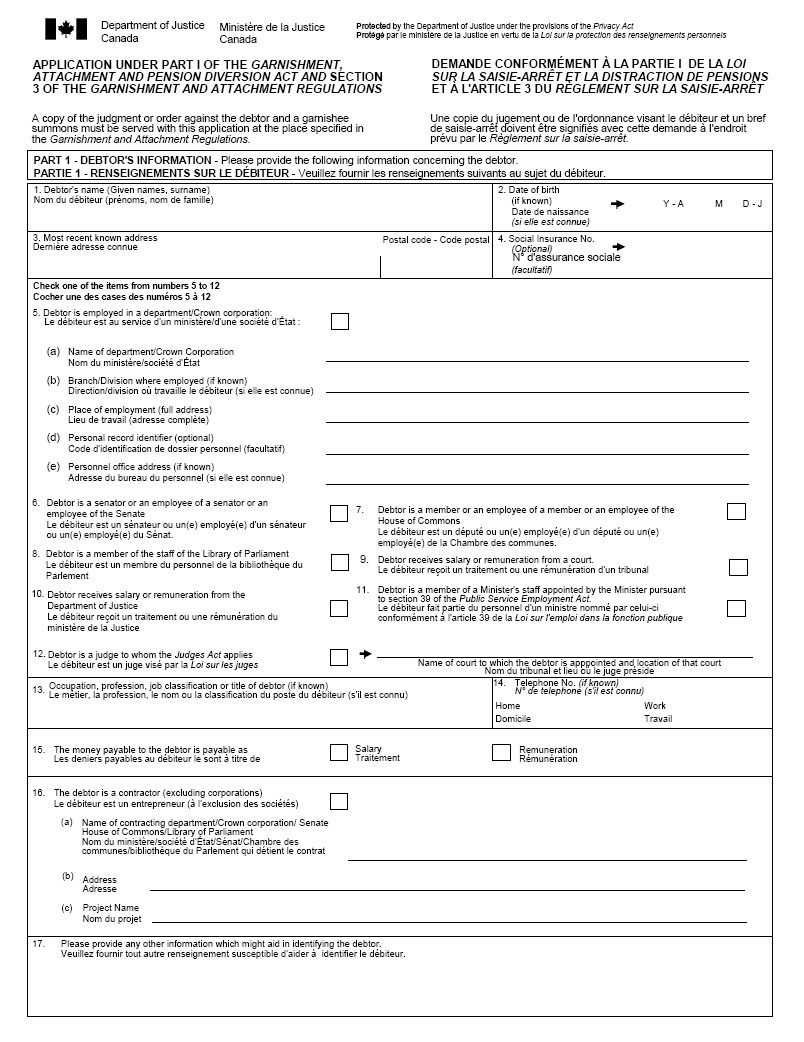 Department of Justice
Canada
Ministère de la Justice
Canada
Protected by the Department of Justice under the provisions of the Privacy Act
Protégé par le ministère de la Justice en vertu de la Loi sur la protection des renseignements personnels
APPLICATION UNDER PART I OF THE GARNISHMENT,
ATTACHMENT AND PENSION DIVERSION ACT AND SECTION
3 OF THE GARNISHMENT AND ATTACHMENT REGULATIONS
DEMANDE CONFORMÉMENT À LA PARTIE I DE LA LOI
SUR LA SAISIE-ARRÊT ET LA DISTRACTION DE PENSIONS
ET À L'ARTICLE 3 DU RÈGLEMENT SUR LA SAISIE-ARRÊT
A copy of the judgment or order against the debtor and a garnishee
summons must be served with this application at the place specified in
the Garnishment and Attachment Regulations.
Une copie du jugement ou de l'ordonnance visant le débiteur et un bref
de saisie-arrêt doivent être signifiés avec cette demande à l'endroit
prévu par le Règlement sur la saisie-arrêt.
PART 1 - DEBTOR'S INFORMATION - Please provide the following information concerning the debtor.
PARTIE 1 - RENSEIGNEMENTS SUR LE DÉBITEUR - Veuillez fournir les renseignements suivants au sujet du débiteur.
1. Debtor's name (Given names, surname)
Nom du débiteur (prénoms, nom de famille)
2. Date of birth
(if known)
Date de naissance
(si elle est connue)
Y - A M D - J
3. Most recent known address
Dernière adresse connue
Postal code - Code postal
4. Social Insurance No.
(Optional)
N° d'assurance sociale
(facultatif)
Check one of the items from numbers 5 to 12
Cocher une des cases des numéros 5 à 12
5. Debtor is employed in a department/Crown corporation:
Le débiteur est au service d'un ministère/d'une société d'État :
(a) Name of department/Crown Corporation
Nom du ministère/société d'État
(b) Branch/Division where employed (if known)
Direction/division où travaille le débiteur (si elle est connue)
(c) Place of employment (full address)
Lieu de travail (adresse complète)
(d) Personal record identifier (optional)
Code d'identification de dossier personnel (facultatif)
(e) Personnel office address (if known)
Adresse du bureau du personnel (si elle est connue)
6. Debtor is a senator or an employee of a senator or an
employee of the Senate
Le débiteur est un sénateur ou un(e) employé(e) d'un sénateur
ou un(e) employé(e) du Sénat.
7. Debtor is a member or an employee of a member or an employee of the
House of Commons
Le débiteur est un député ou un(e) employé(e) d'un député ou un(e)
employé(e) de la Chambre des communes.
8. Debtor is a member of the staff of the Library of Parliament
Le débiteur est un membre du personnel de la bibliothèque du
Parlement
9. Debtor receives salary or remuneration from a court.
Le débiteur reçoit un traitement ou une rémunération d'un tribunal
10. Debtor receives salary or remuneration from the
Department of Justice
Le débiteur reçoit un traitement ou une rémunération du
ministère de la Justice
11. Debtor is a member of a Minister's staff appointed by the Minister pursuant
to section 39 of the Public Service Employment Act.
Le débiteur fait partie du personnel d'un ministre nommé par celui-ci
conformément à l'article 39 de la Loi sur l'emploi dans la fonction publique
12. Debtor is a judge to whom the Judges Act applies
Le débiteur est un juge visé par la Loi sur les juges
Name of court to which the debtor is apppointed and location of that court
Nom du tribunal et lieu où le juge préside
13. Occupation, profession, job classification or title of debtor (if known)
Le métier, la profession, le nom ou la classification du poste du débiteur (s'il est connu)
14. Telephone No. (if known)
N° de telephone (s'il est connu)
Home Work
Domicile Travail
15. The money payable to the debtor is payable as
Les deniers payables au débiteur le sont à titre de
Salary
Traitement
Remuneration
Rémunération
16. The debtor is a contractor (excluding corporations)
Le débiteur est un entrepreneur (à l'exclusion des sociétés)
(a) Name of contracting department/Crown corporation/ Senate
House of Commons/Library of Parliament
Nom du ministère/société d'État/Sénat/Chambre des
communes/bibliothèque du Parlement qui détient le contrat
(b) Address
Adresse
(c) Project Name
Nom du projet
17. Please provide any other information which might aid in identifying the debtor.
Veuillez fournir tout autre renseignement susceptible d'aider à identifier le débiteur.